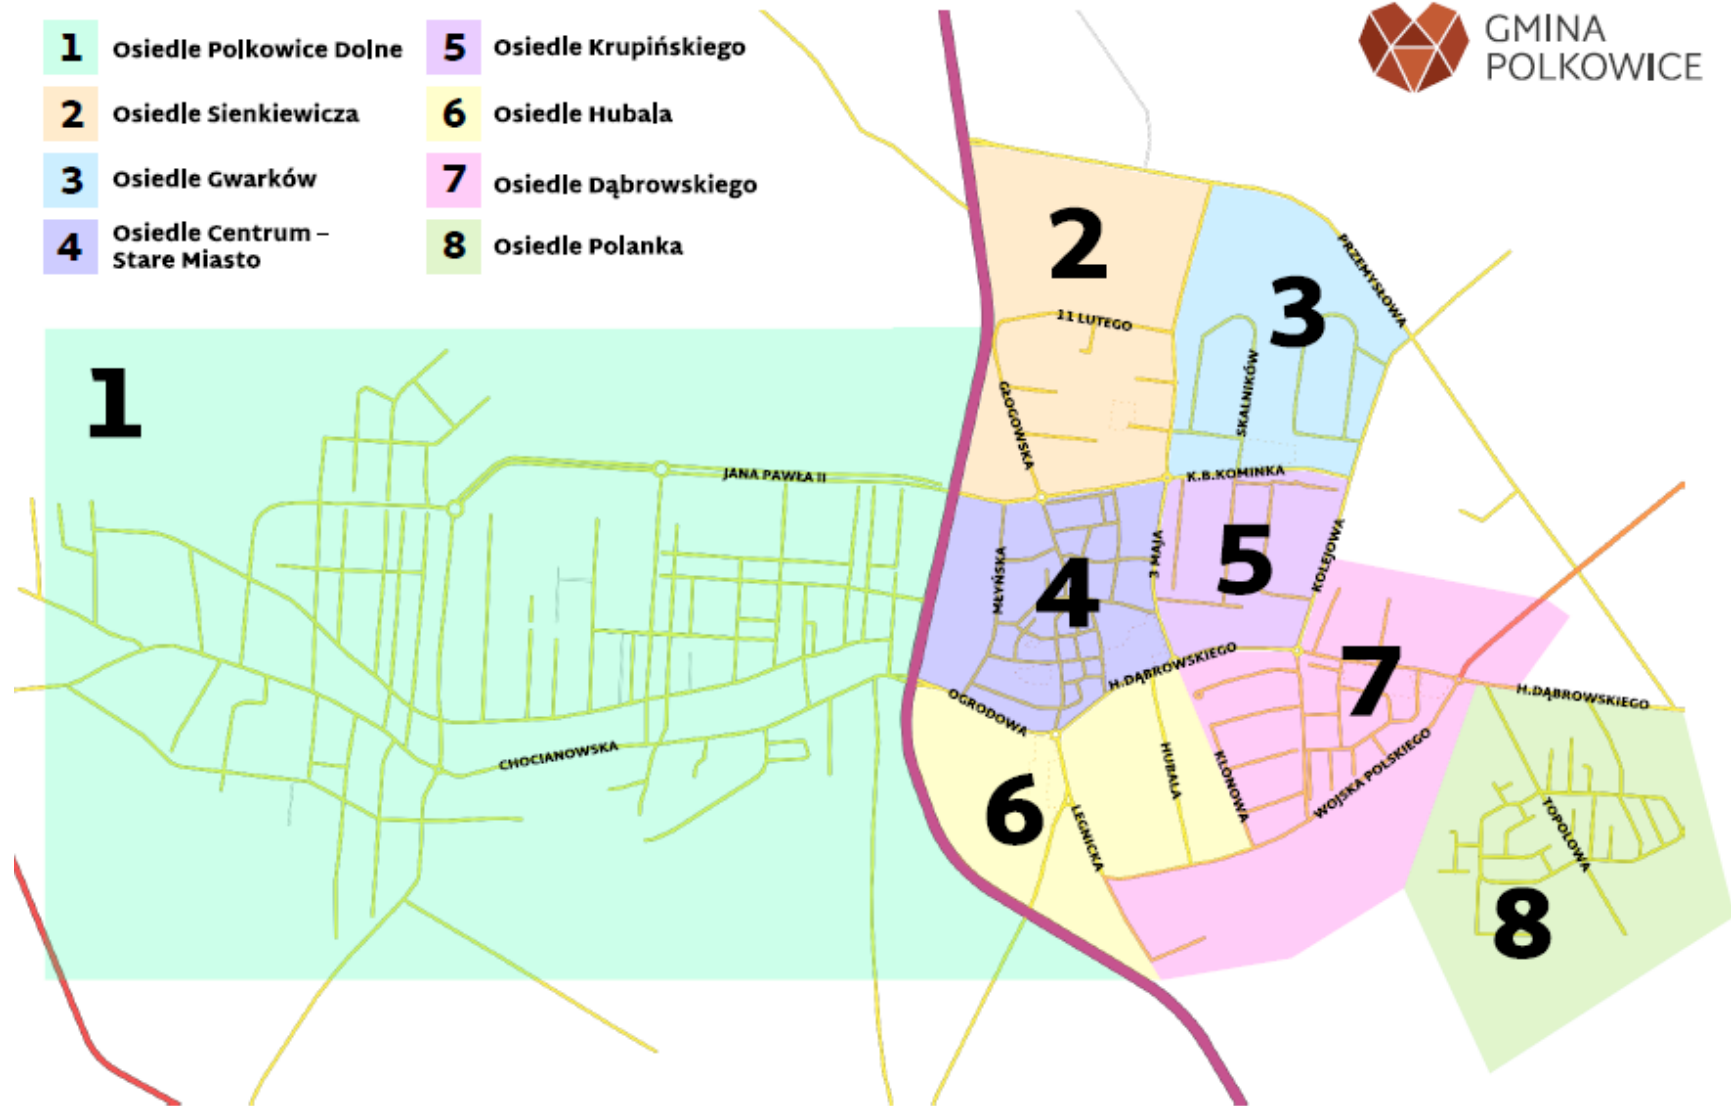 1 Osiedle Polkowice Dolne
2 Osiedle Sienkiewicza
3 Osiedle Gwarków
4 Osiedle Centrum –
Stare Miasto
5 Osiedle Krupińskiego
6 Osiedle Hubala
7 Osiedle Dąbrowskiego
8 Osiedle Polanka
GMINA
POLKOWICE
1
2
3
4
5
6
7
8
PRZEMYSŁOWA
11 LUTEGO
GŁOGOWSKA
SKALNIKÓW
JANA PAWŁA II
K.B.KOMINKA
MŁYŃSKA
3 MAJA
KOLEJOWA
H.DĄBROWSKIEGO
H.DĄBROWSKIEGO
OGRODOWA
CHOCIANOWSKA
HUBALA
KLONOWA
WOJSKA POLSKIEGO
LEGNICKA
TOPOLOWA